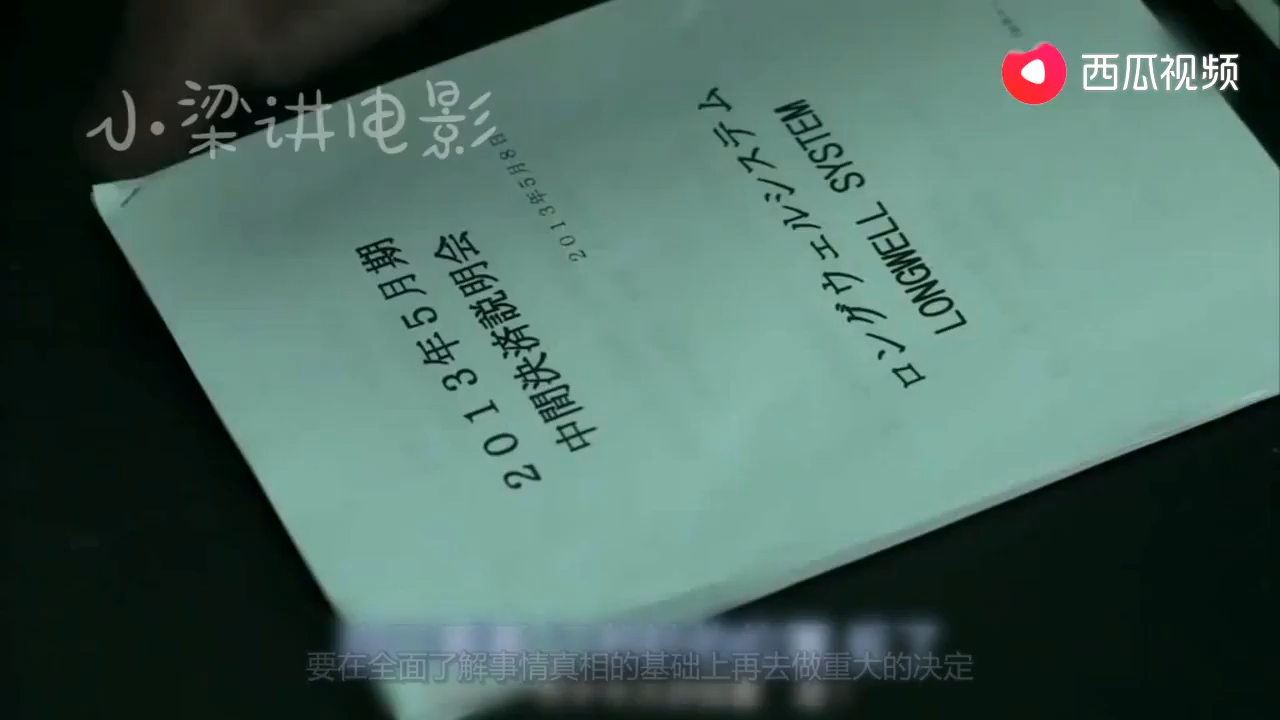 西瓜视频
小·梁讲电影
2013年5月期
中間決済説明会
2013年5月8日
ロングウェルシステム
LONGWELL SYSTEM
要在全面了解事情真相的基础上再去做重大的决定